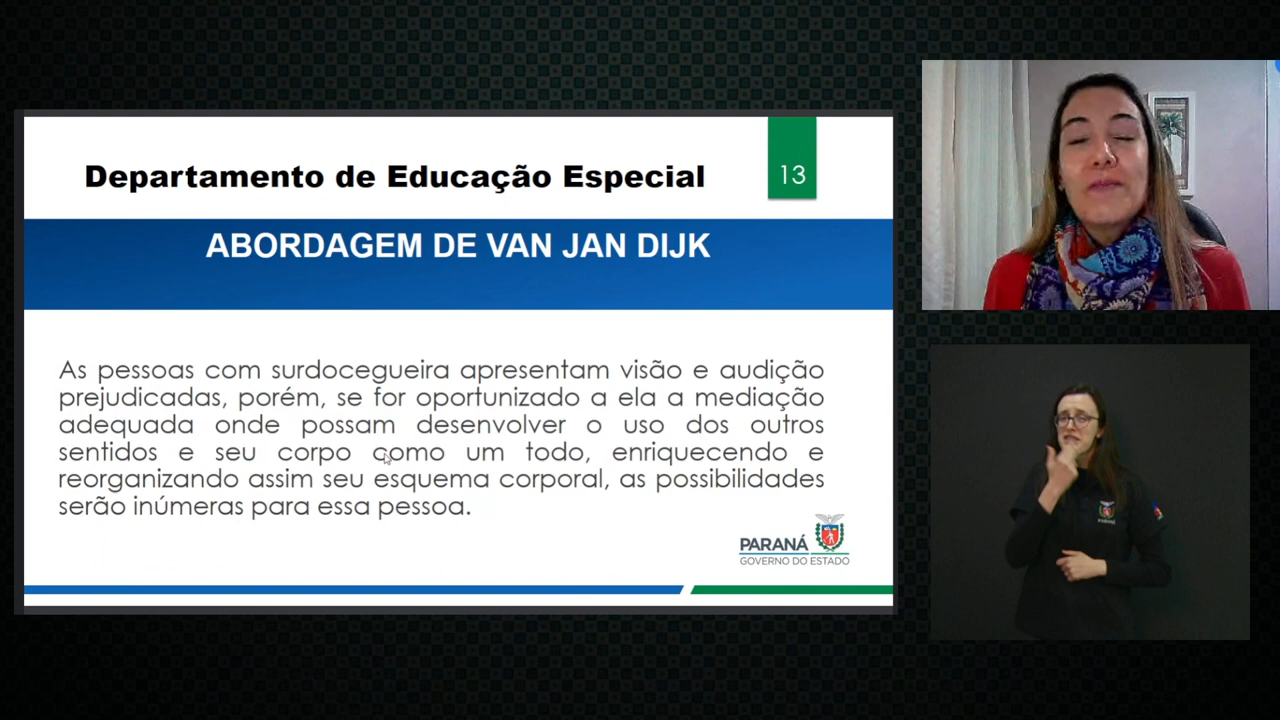 Departamento de Educação Especial
13
ABORDAGEM DE VAN JAN DIJK
As pessoas com surdocegueira apresentam visão e audição
prejudicadas, porém, se for oportunizado a ela a mediação
adequada onde possam desenvolver o uso dos outros
sentidos e seu corpo como um todo, enriquecendo e
reorganizando assim seu esquema corporal, as possibilidades
serão inúmeras para essa pessoa.
PARANÁ
GOVERNO DO ESTADO
PARANÁ